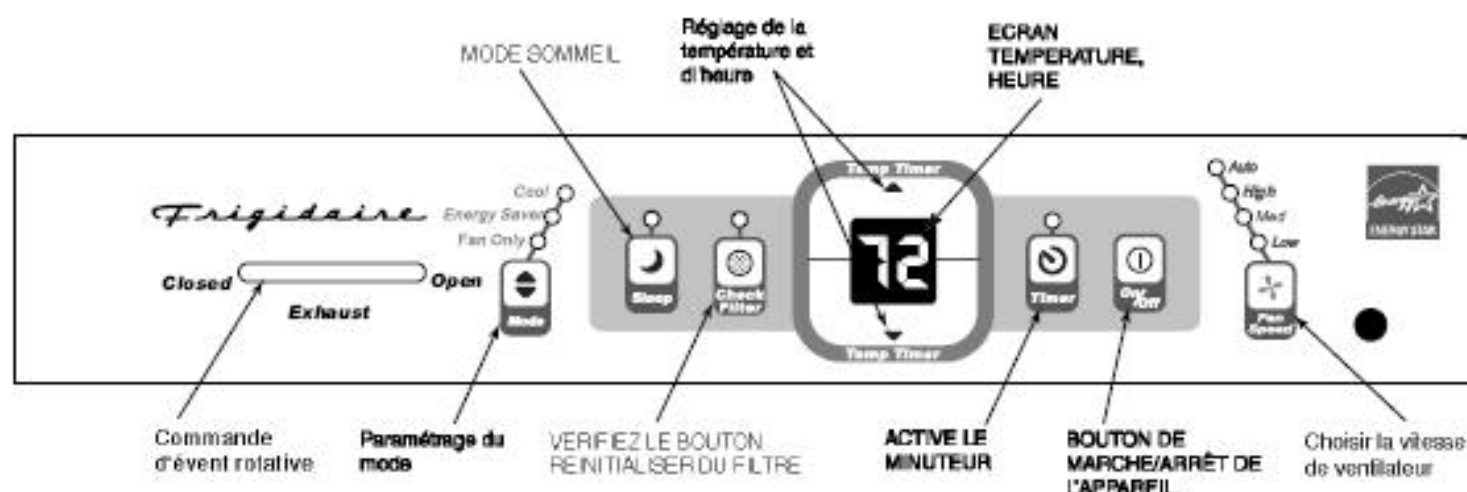 MODE SOMMEIL
Réglage de la
température et
d l'heure
ECRAN
TEMPERATURE,
HEURE
Frigidaire
Closed
Open
Exhaust
Cool
Energy Saver
Fan Only
Mode
Sleep
Check
Filter
Temp Timer
72
Temp Timer
Timer
On/
Off
Auto
High
Med
Low
Fan
Speed
ENERGY STAR
Commande
d'évent rotative
Paramétrage du
mode
VERIFIEZ LE BOUTON
REINITIALISER DU FILTRE
ACTIVE LE
MINUTEUR
BOUTON DE
MARCHE/ARRÊT DE
L'APPAREIL
Choisir la vitesse
de ventilateur